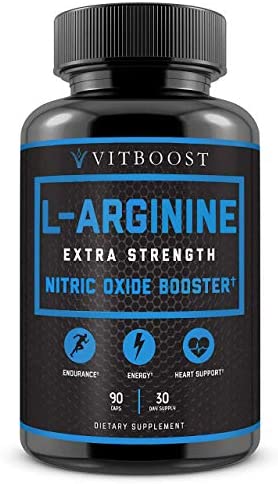 VITBOOST
L-ARGININE
EXTRA STRENGTH
NITRIC OXIDE BOOSTER†
ENDURANCE† ENERGY† HEART SUPPORT†
90 30
CAPS DAY SUPPLY
DIETARY SUPPLEMENT